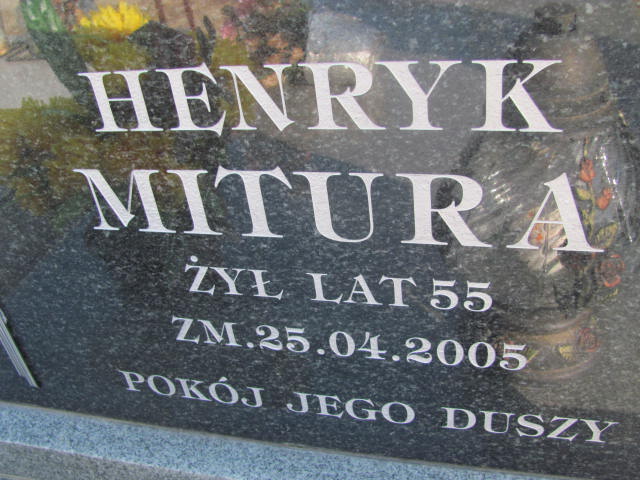 HENRYK
MITURA
ŻYŁ LAT 55
ZM.25.04.2005
POKÓJ JEGO DUSZY